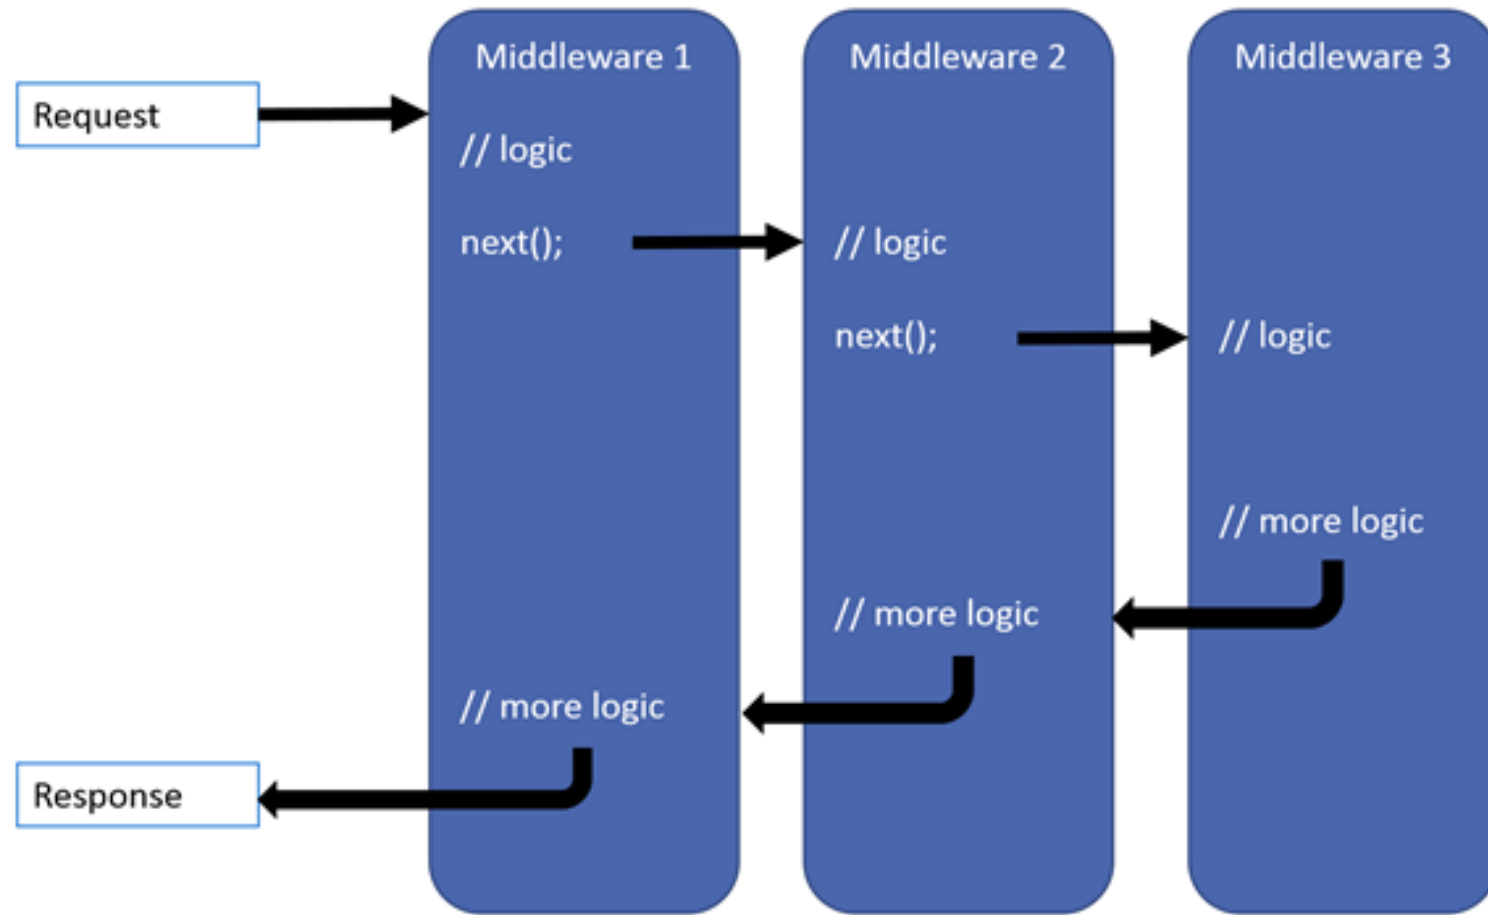 Middleware 1
Middleware 2
Middleware 3
Request
// logic
next();
// logic
next();
// logic
// more logic
// more logic
// more logic
Response